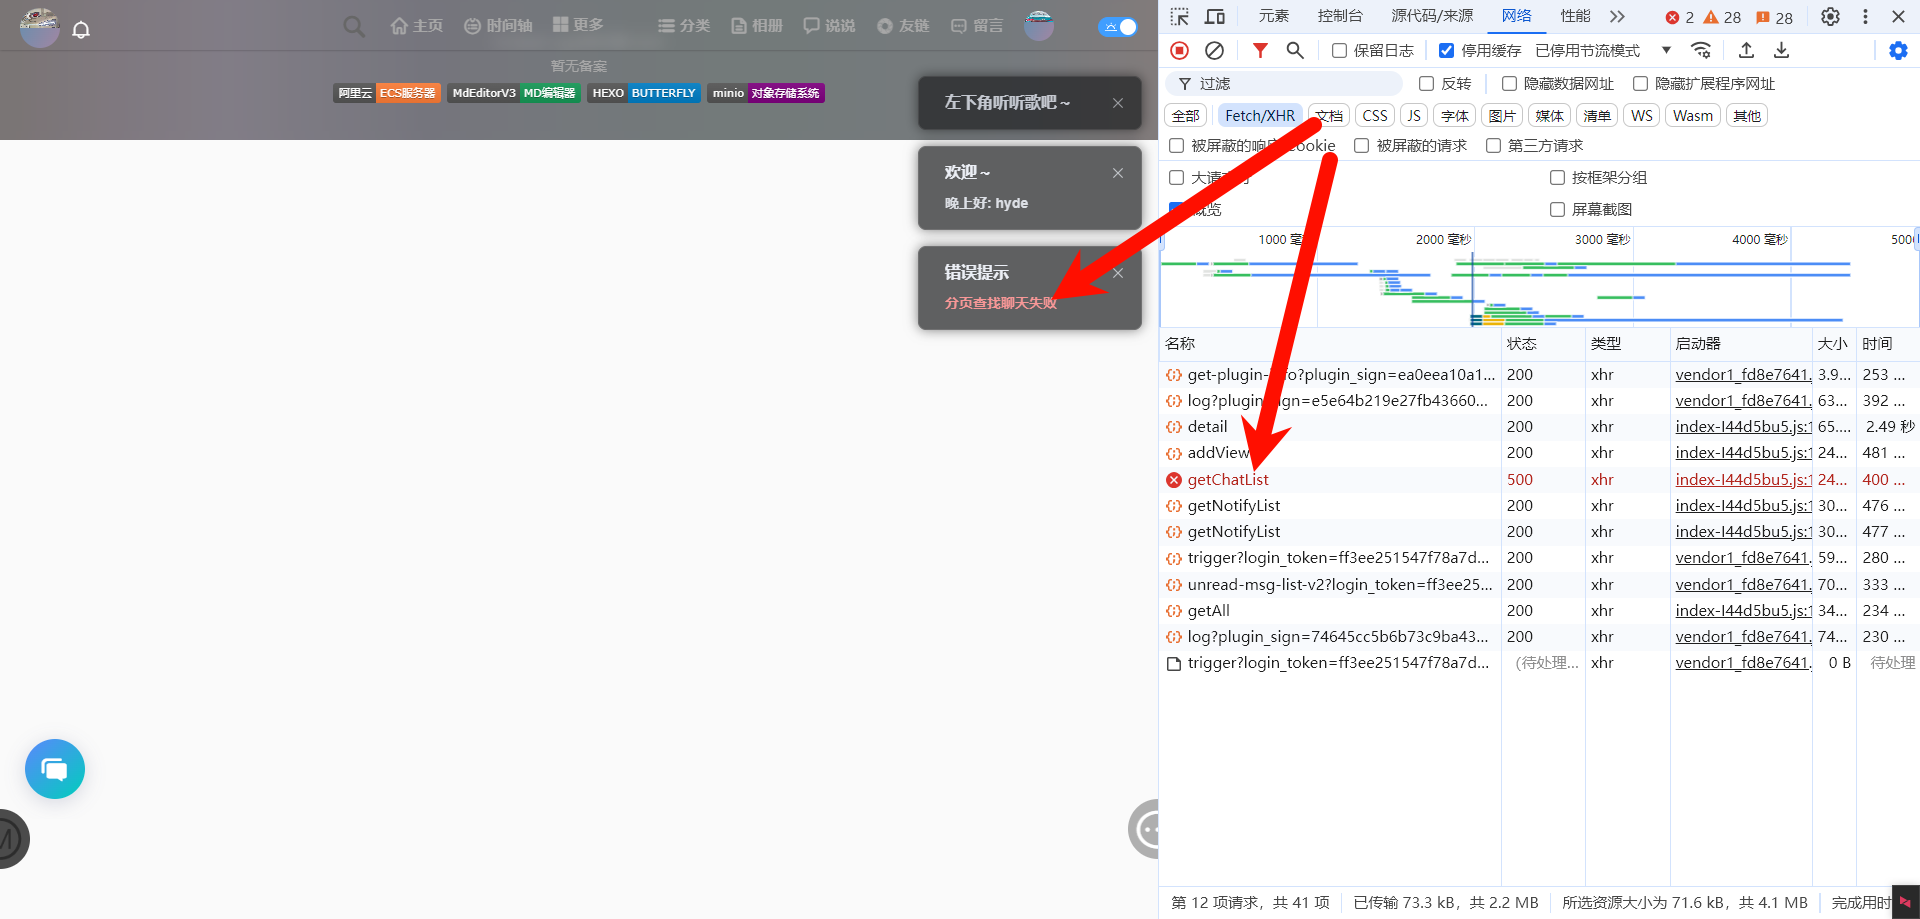 主页
时间轴
更多
分类
相册
说说
友链
留言
暂无备案
阿里云 ECS服务器
MdEditorV3 MD编辑器
HEXO BUTTERFLY
minio 对象存储系统
左下角听听歌吧～
欢迎～
晚上好: hyde
错误提示
分页查找聊天失败
元素
控制台
源代码/来源
网络
性能
2
28
28
保留日志
停用缓存
已停用节流模式
过滤
反转
隐藏数据网址
隐藏扩展程序网址
全部
Fetch/XHR
文档
CSS
JS
字体
图片
媒体
清单
WS
Wasm
其他
被屏蔽的响应 Cookie
被屏蔽的请求
第三方请求
大请
按框架分组
概览
屏幕截图
1000 毫秒
2000 毫秒
3000 毫秒
4000 毫秒
500
名称 状态 类型 启动器 大小 时间
get-plugin-info?plugin_sign=ea0eea10a1... 200 xhr vendor1_fd8e7641. 3.9... 253 ...
log?plugin_sign=e5e64b219e27fb43660... 200 xhr vendor1_fd8e7641. 63... 392 ...
detail 200 xhr index-I44d5bu5.js:1 65.... 2.49 秒
addView 200 xhr index-I44d5bu5.js:1 24... 481 ...
getChatList 500 xhr index-I44d5bu5.js:1 24... 400 ...
getNotifyList 200 xhr index-I44d5bu5.js:1 30... 476 ...
getNotifyList 200 xhr index-I44d5bu5.js:1 30... 477 ...
trigger?login_token=ff3ee251547f78a7d... 200 xhr vendor1_fd8e7641. 59... 280 ...
unread-msg-list-v2?login_token=ff3ee25... 200 xhr vendor1_fd8e7641. 70... 333 ...
getAll 200 xhr index-I44d5bu5.js:1 34... 234 ...
log?plugin_sign=74645cc5b6b73c9ba43... 200 xhr vendor1_fd8e7641. 74... 230 ...
trigger?login_token=ff3ee251547f78a7d... (待处理... xhr vendor1_fd8e7641. 0 B 待处理
M
第 12 项请求，共 41 项
已传输 73.3 kB，共 2.2 MB
所选资源大小为 71.6 kB，共 4.1 MB
完成用时